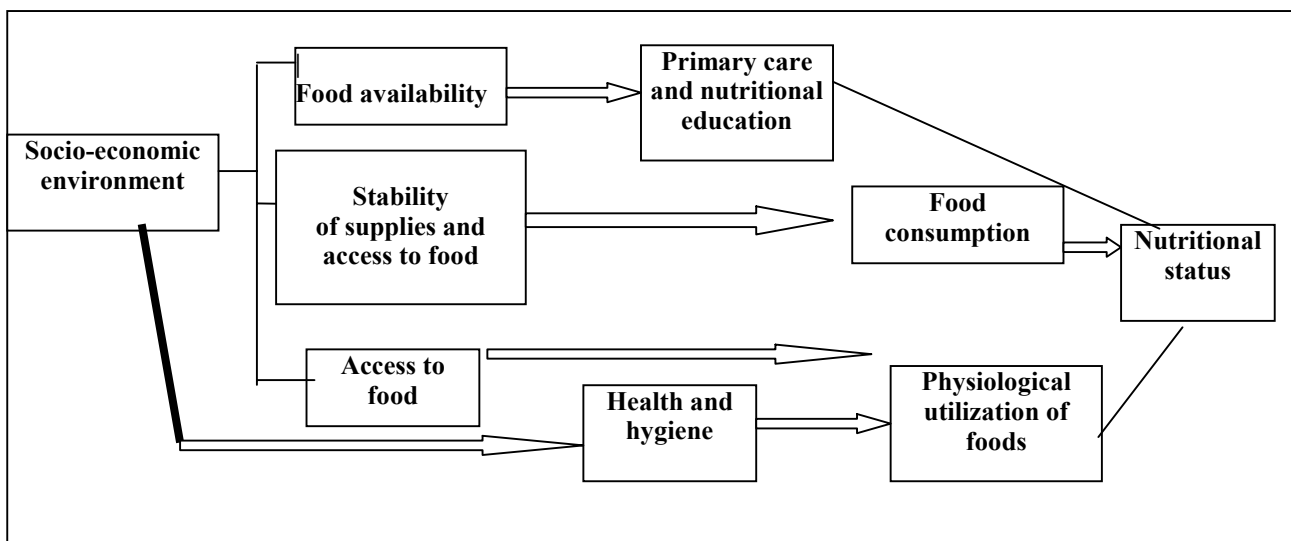 Food availability
Primary care
and nutritional
education
Socio-economic
environment
Stability
of supplies and
access to food
Food
consumption
Nutritional
status
Access to
food
Health and
hygiene
Physiological
utilization of
foods